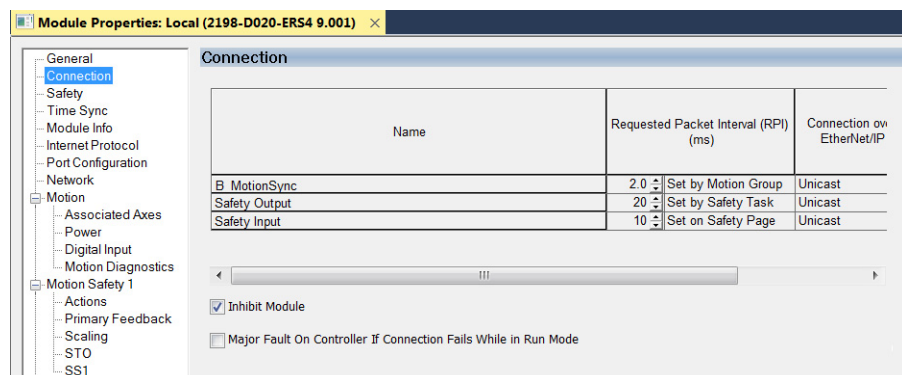 Module Properties: Local (2198-D020-ERS4 9.001)
General
Connection
Safety
Time Sync
Module Info
Internet Protocol
Port Configuration
Network
Motion
Associated Axes
Power
Digital Input
Motion Diagnostics
Motion Safety 1
Actions
Primary Feedback
Scaling
STO
SS1
Connection
Name
Requested Packet Interval (RPI)
(ms)
Connection ov
EtherNet/IP
B MotionSync 2.0 Set by Motion Group Unicast
Safety Output 20 Set by Safety Task Unicast
Safety Input 10 Set on Safety Page Unicast
Inhibit Module
Major Fault On Controller If Connection Fails While in Run Mode